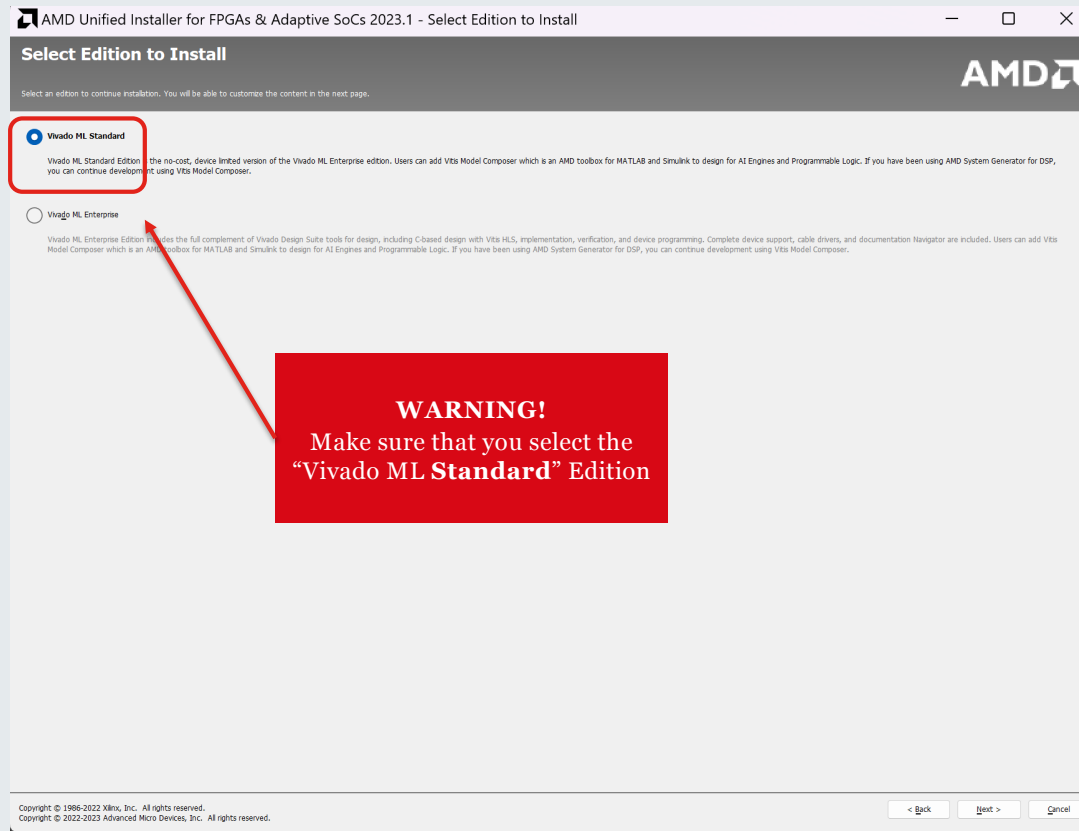 AMD Unified Installer for FPGAs & Adaptive SoCs 2023.1 - Select Edition to Install
Select Edition to Install
AMD
Select an edition to continue installation. You will be able to customize the content in the next page.
Vivado ML Standard
Vivado ML Standard Edition the no-cost, device limited version of the Vivado ML Enterprise edition. Users can add Vitis Model Composer which is an AMD toolbox for MATLAB and Simulink to design for AI Engines and Programmable Logic. If you have been using AMD System Generator for DSP,
you can continue development using Vitis Model Composer.
Vivado ML Enterprise
Vivado ML Enterprise Edition includes the full complement of Vivado Design Suite tools for design, including C-based design with Vitis HLS, implementation, verification, and device programming. Complete device support, cable drivers, and documentation Navigator are included. Users can add Vitis
Model Composer which is an AMD toolbox for MATLAB and Simulink to design for AI Engines and Programmable Logic. If you have been using AMD System Generator for DSP, you can continue development using Vitis Model Composer.
WARNING!
Make sure that you select the
“Vivado ML Standard” Edition
Copyright © 1986-2022 Xilinx, Inc. All rights reserved.
Copyright © 2022-2023 Advanced Micro Devices, Inc. All rights reserved.
< Back
Next >
Cancel